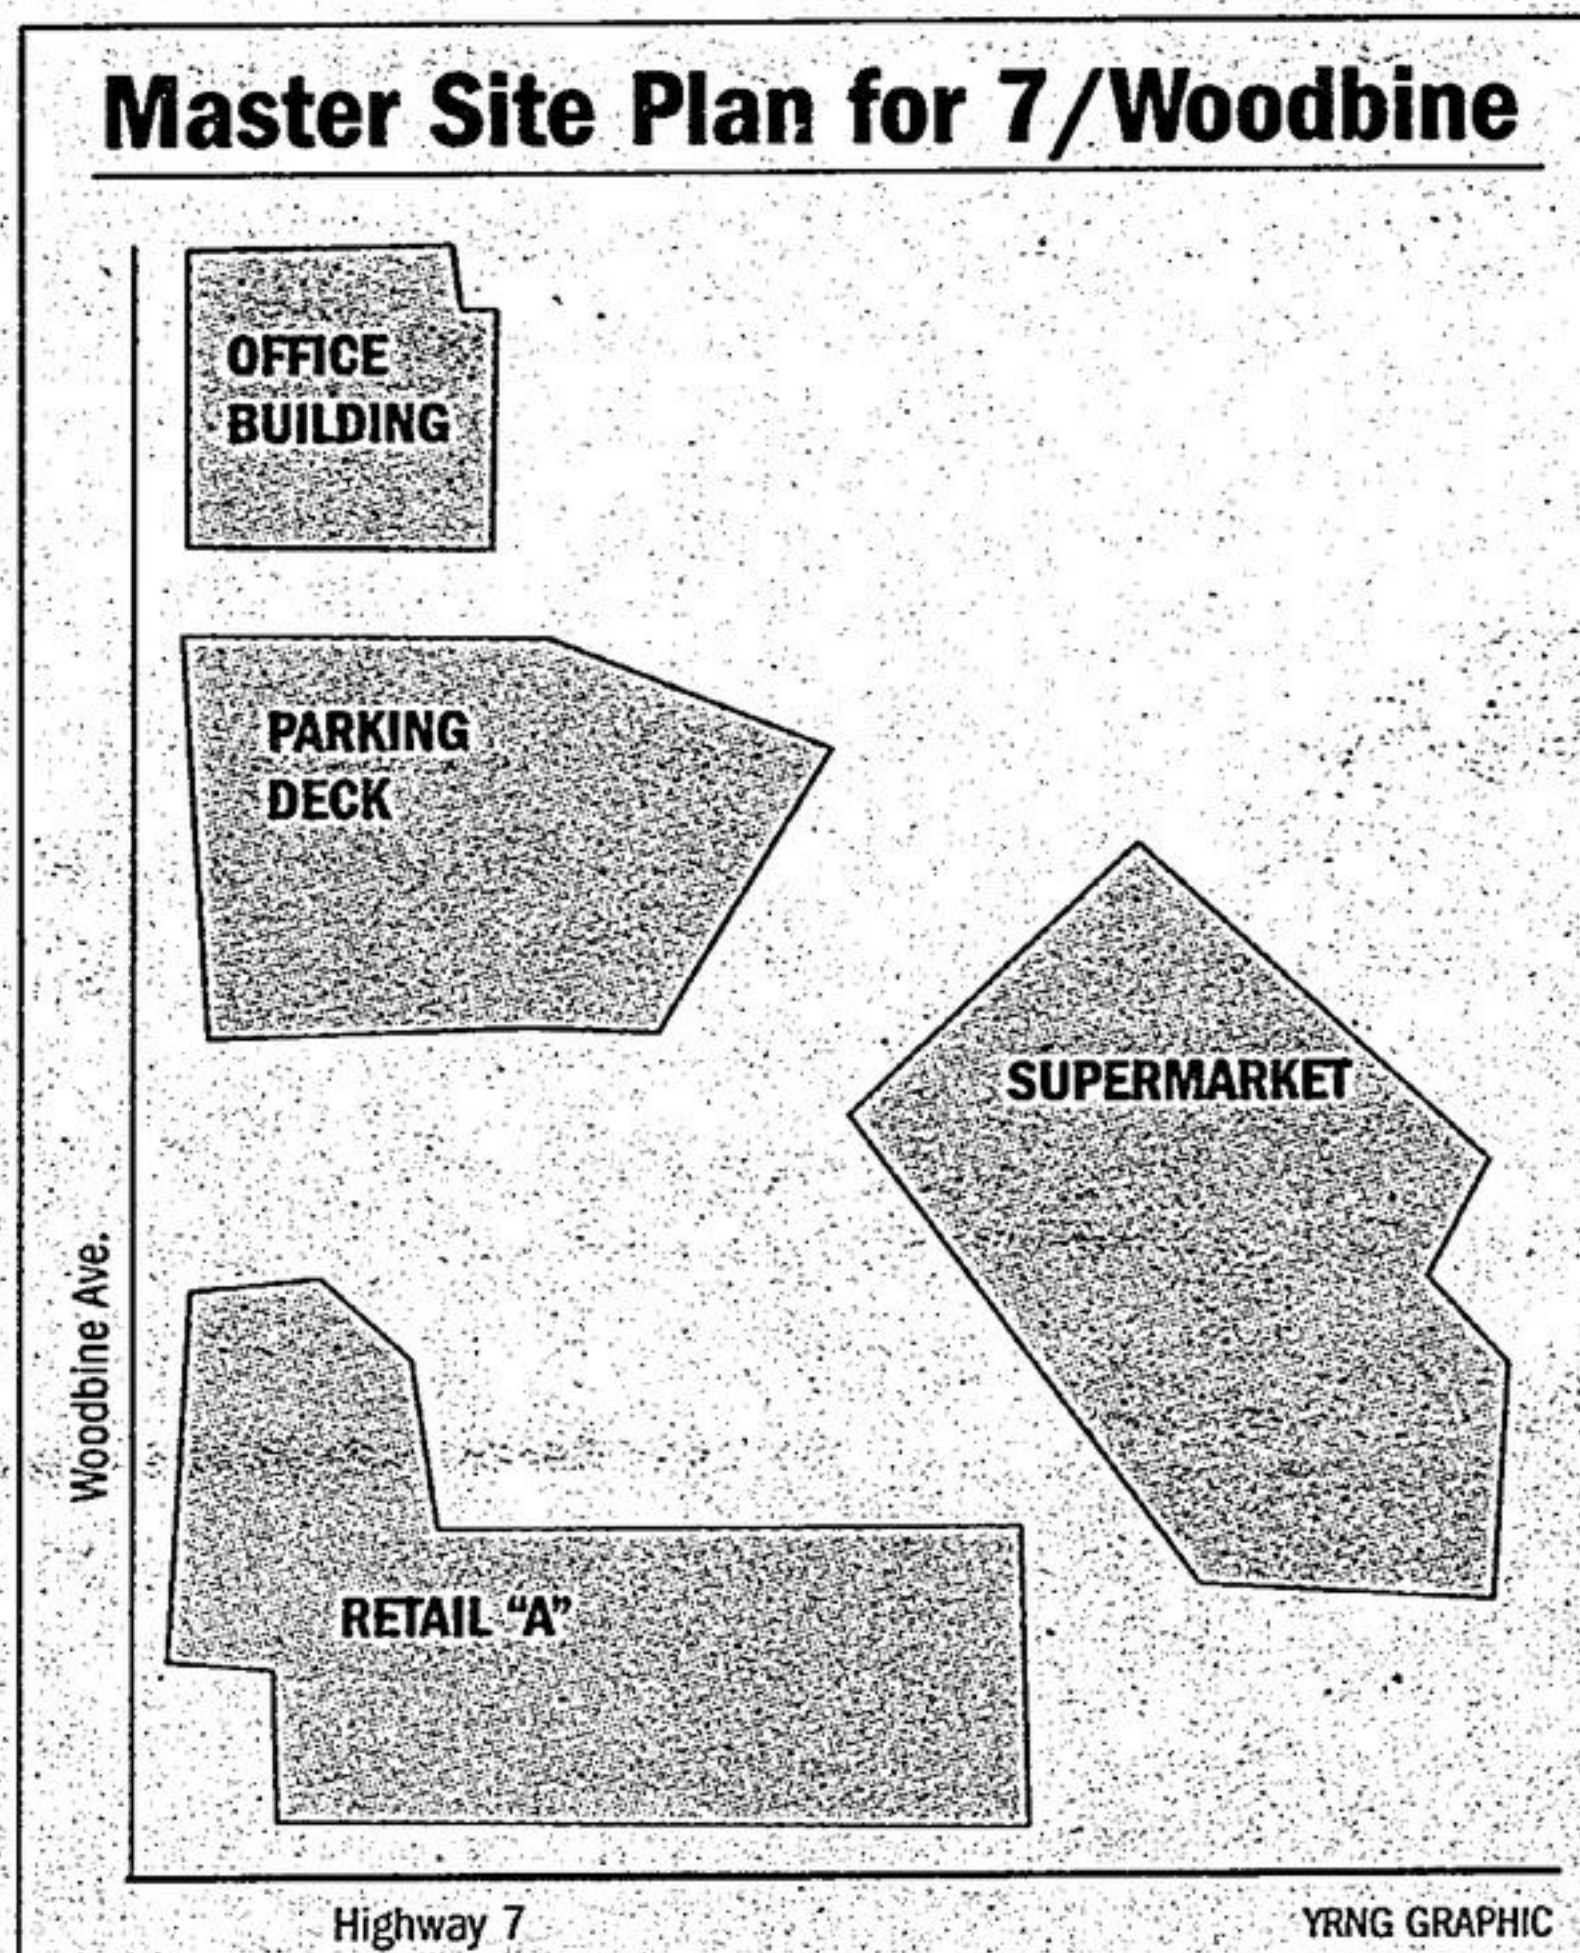 Master Site Plan for 7/Woodbine
OFFICE
BUILDING
PARKING
DECK
SUPERMARKET
Woodbine Ave.
RETAIL “A”
Highway 7
YRNG GRAPHIC